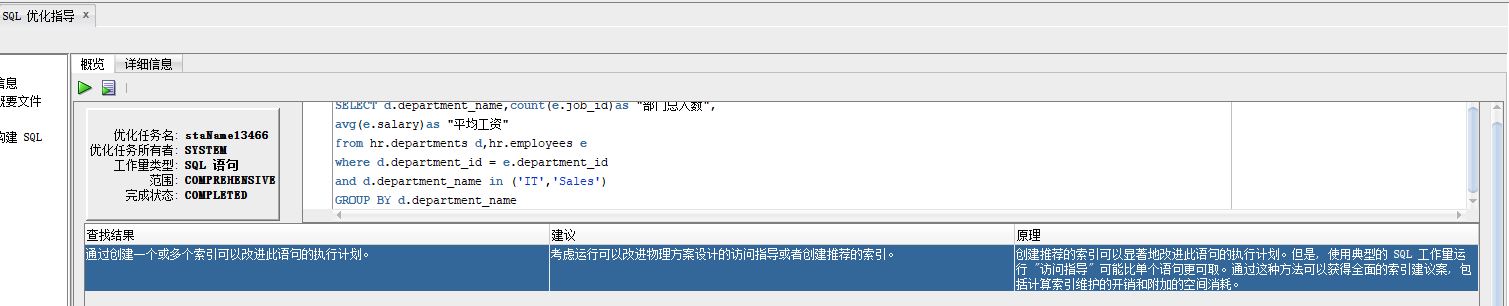 SQL 优化指导 x
信息
概要文件
构建 SQL
概览 详细信息
优化任务名: staName13466
优化任务所有者: SYSTEM
工作量类型: SQL 语句
范围: COMPREHENSIVE
完成状态: COMPLETED
SELECT d.department_name,count(e.job_id)as "部门总人数",
avg(e.salary)as "平均工资"
from hr.departments d,hr.employees e
where d.department_id = e.department_id
and d.department_name in ('IT','Sales')
GROUP BY d.department_name
查找结果 建议 原理
通过创建一个或多个索引可以改进此语句的执行计划。
考虑运行可以改进物理方案设计的访问指导或者创建推荐的索引。
创建推荐的索引可以显著地改进此语句的执行计划。但是, 使用典型的 SQL 工作量运
行 "访问指导" 可能比单个语句更可取。通过这种方法可以获得全面的索引建议案, 包
括计算索引维护的开销和附加的空间消耗。